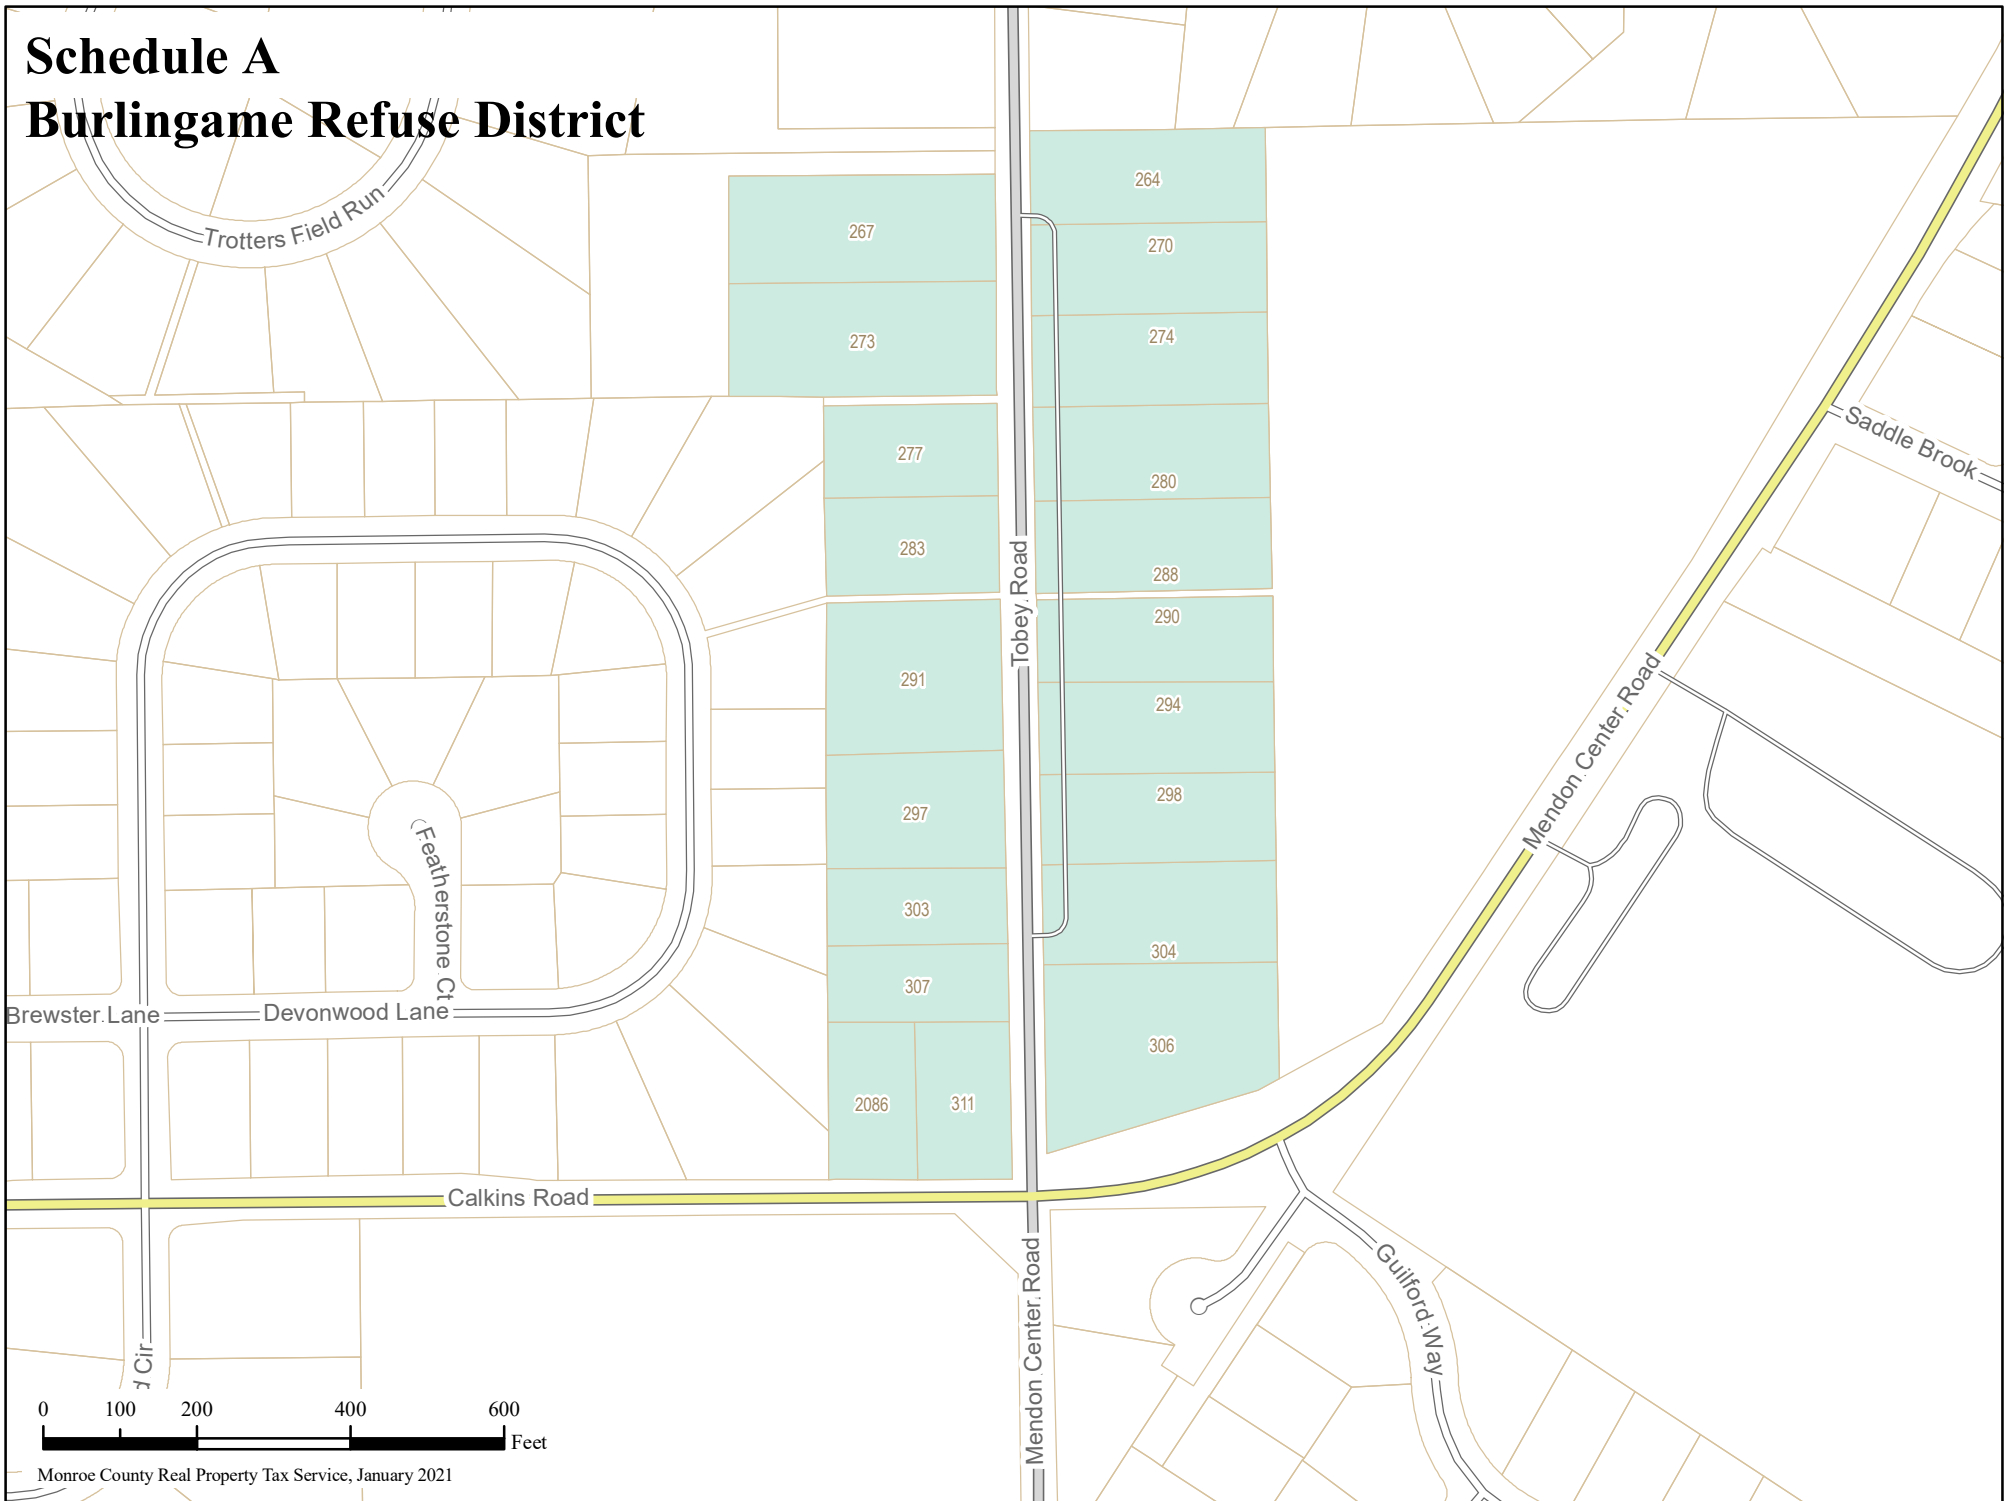 Schedule A
Burlingame Refuse District
Trotters Field Run
264
267
270
273
274
277
280
283
288
290
291
294
297
298
303
304
307
306
2086
311
Tobey Road
Saddle Brook
Mendon Center Road
Featherstone Ct
Brewster Lane
Devonwood Lane
Calkins Road
Mendon Center Road
Guilford Way
d Cir
0 100 200 400 600
Feet
Monroe County Real Property Tax Service, January 2021